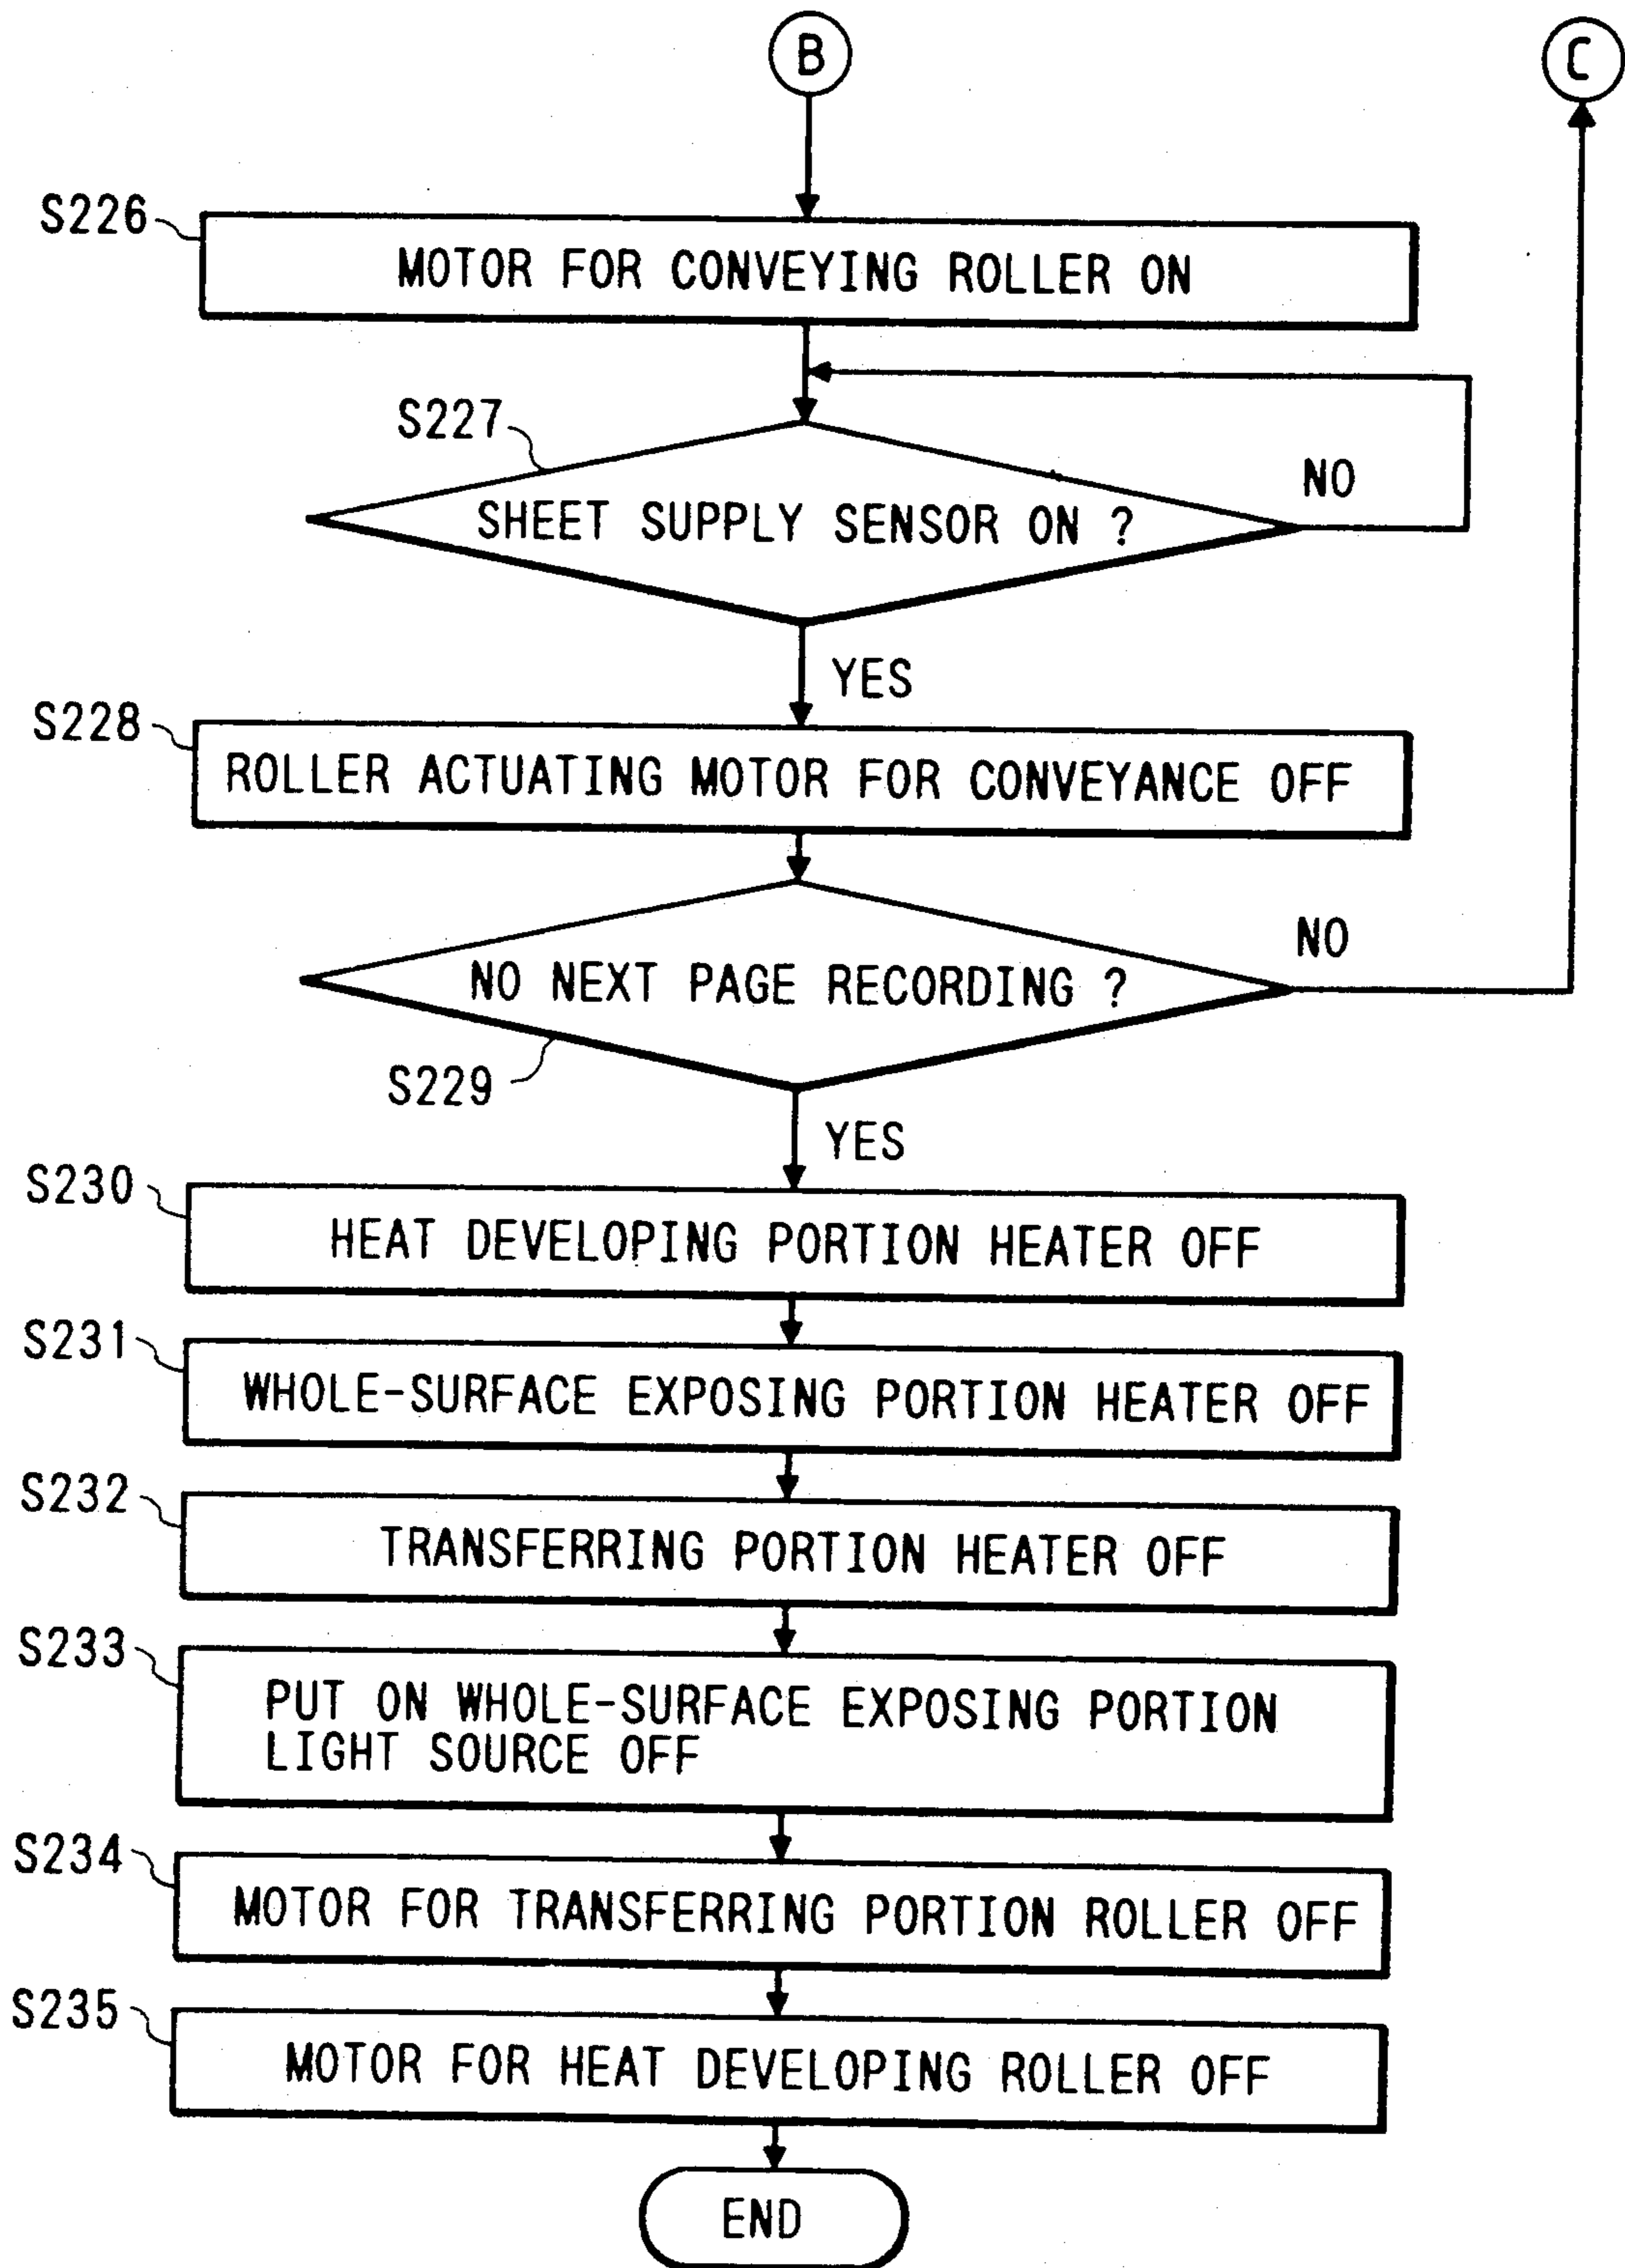 B
C
S226
MOTOR FOR CONVEYING ROLLER ON
S227
NO
SHEET SUPPLY SENSOR ON ?
YES
S228
ROLLER ACTUATING MOTOR FOR CONVEYANCE OFF
NO
NO NEXT PAGE RECORDING ?
S229
YES
S230
HEAT DEVELOPING PORTION HEATER OFF
S231
WHOLE-SURFACE EXPOSING PORTION HEATER OFF
S232
TRANSFERRING PORTION HEATER OFF
S233
PUT ON WHOLE-SURFACE EXPOSING PORTION
LIGHT SOURCE OFF
S234
MOTOR FOR TRANSFERRING PORTION ROLLER OFF
S235
MOTOR FOR HEAT DEVELOPING ROLLER OFF
END